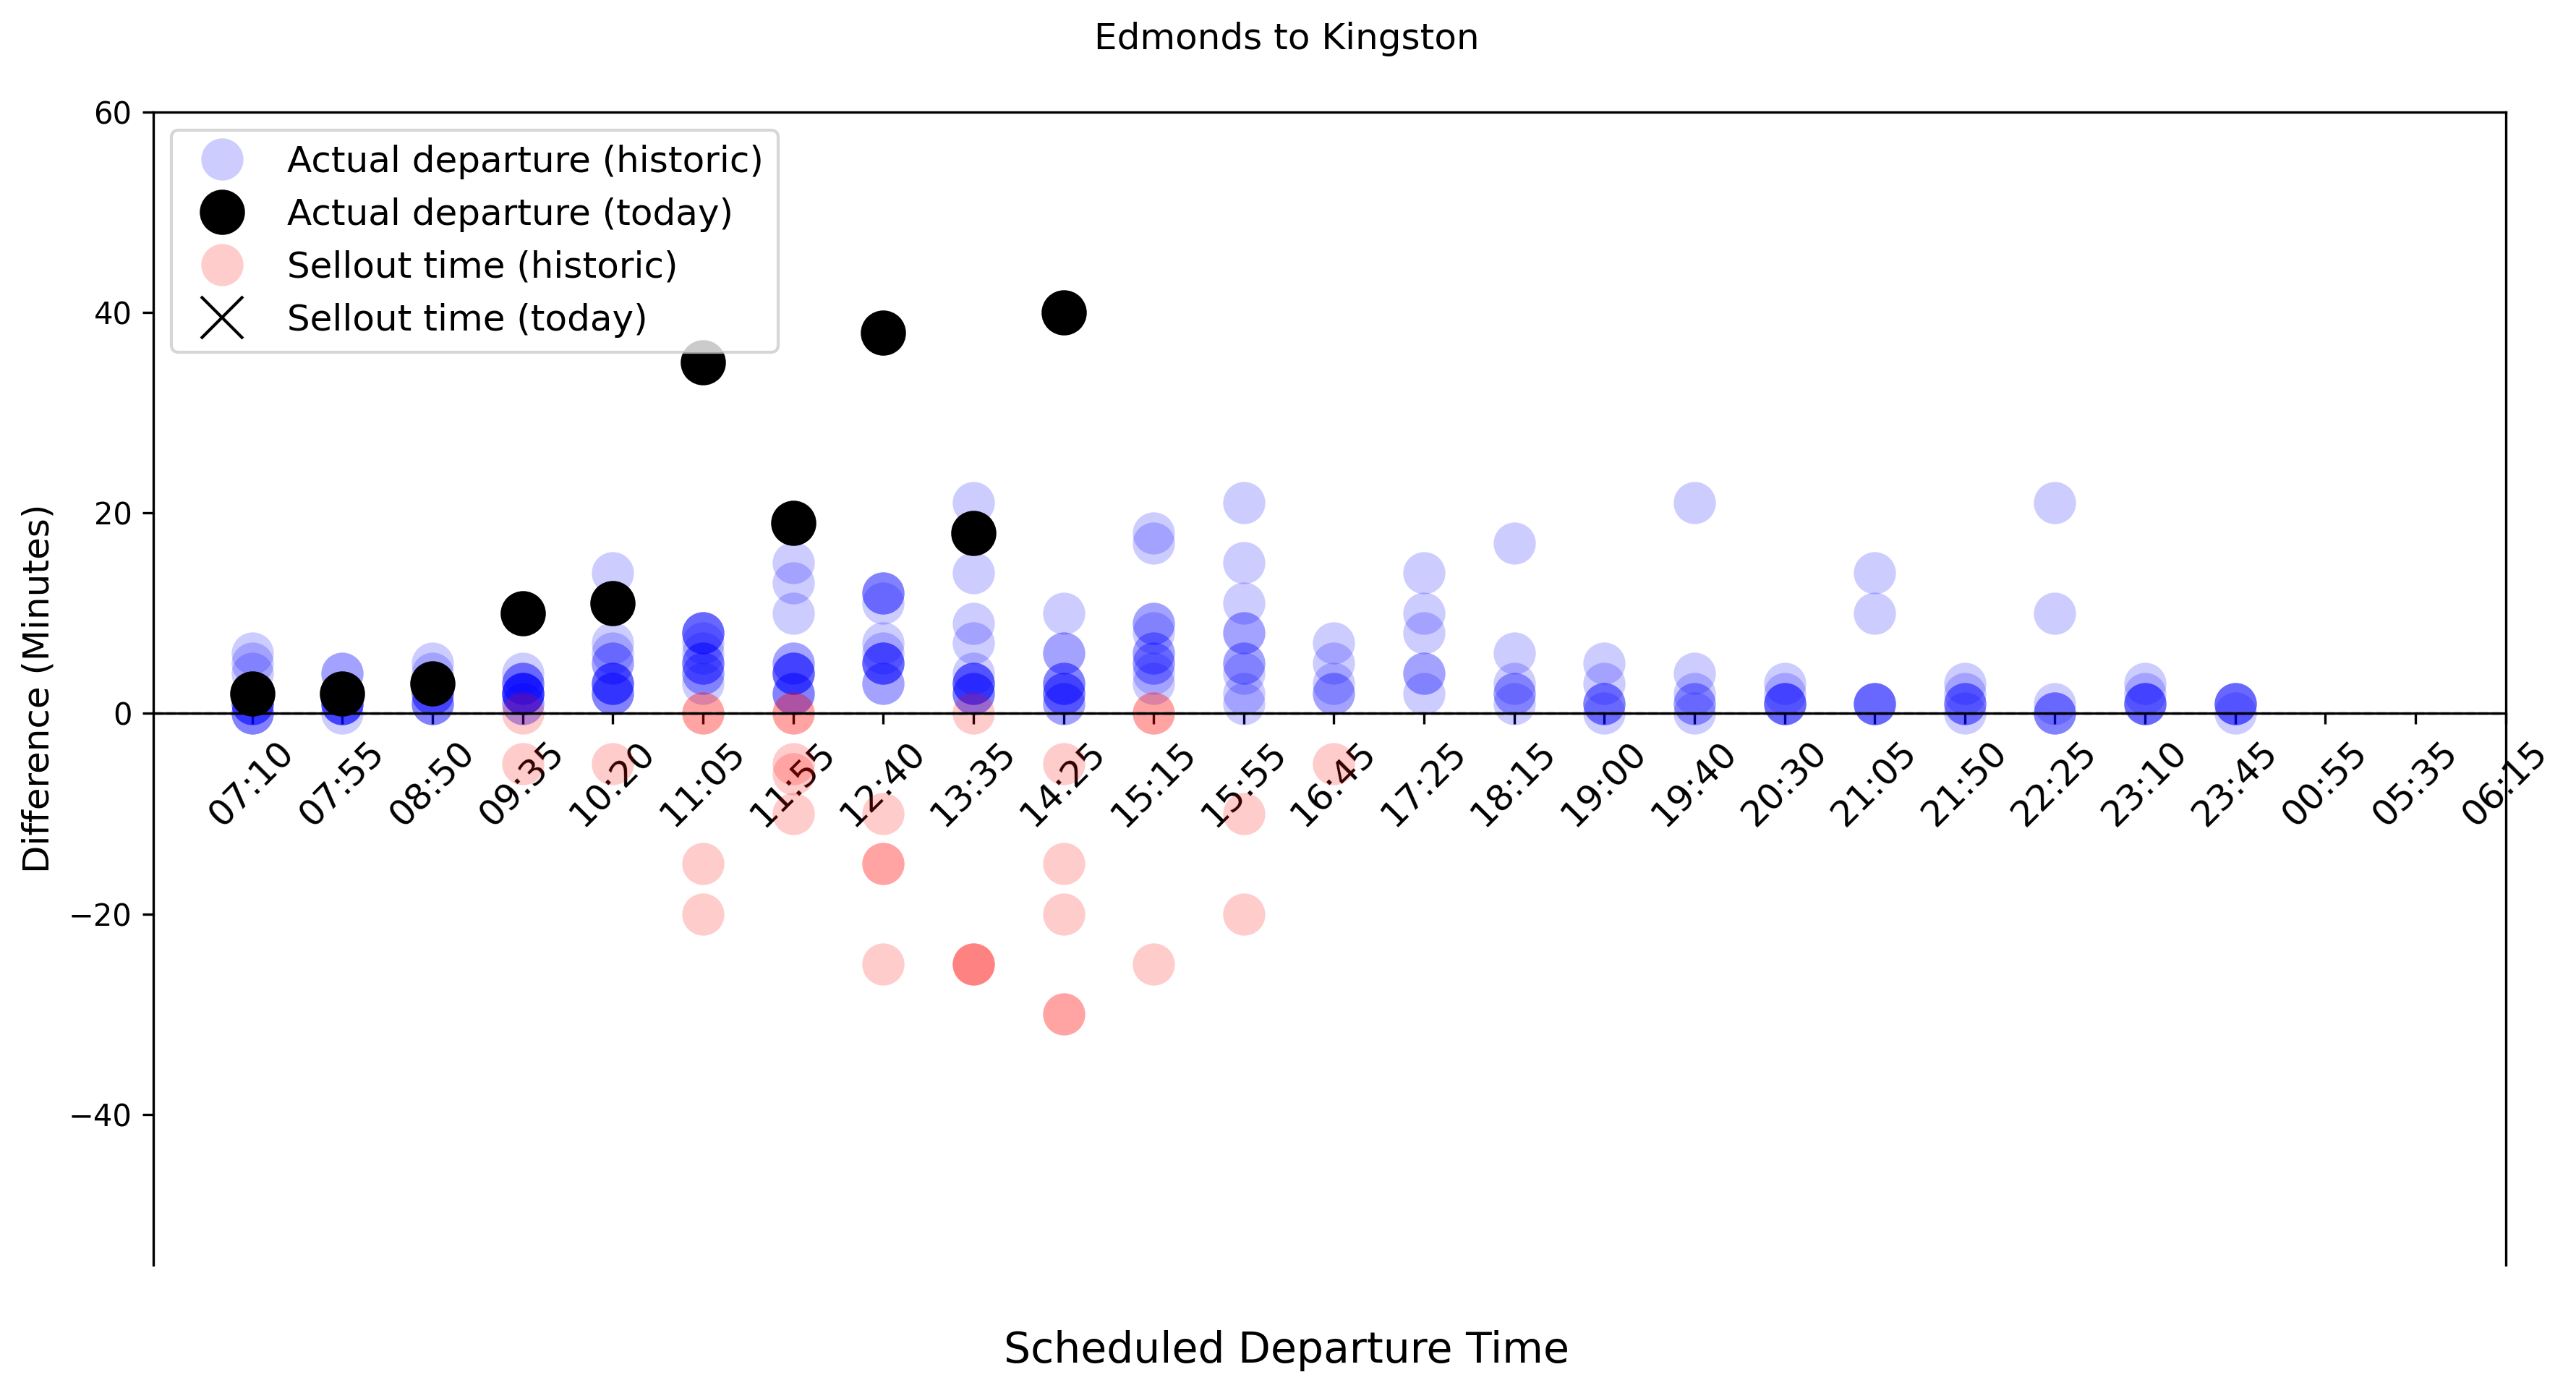 Edmonds to Kingston
60
Actual departure (historic)
Actual departure (today)
Sellout time (historic)
Sellout time (today)
40
20
0
−20
−40
Difference (Minutes)
07:10 07:55 08:50 09:35 10:20 11:05 11:55 12:40 13:35 14:25 15:15 15:55 16:45 17:25 18:15 19:00 19:40 20:30 21:05 21:50 22:25 23:10 23:45 00:55 05:35 06:15
Scheduled Departure Time